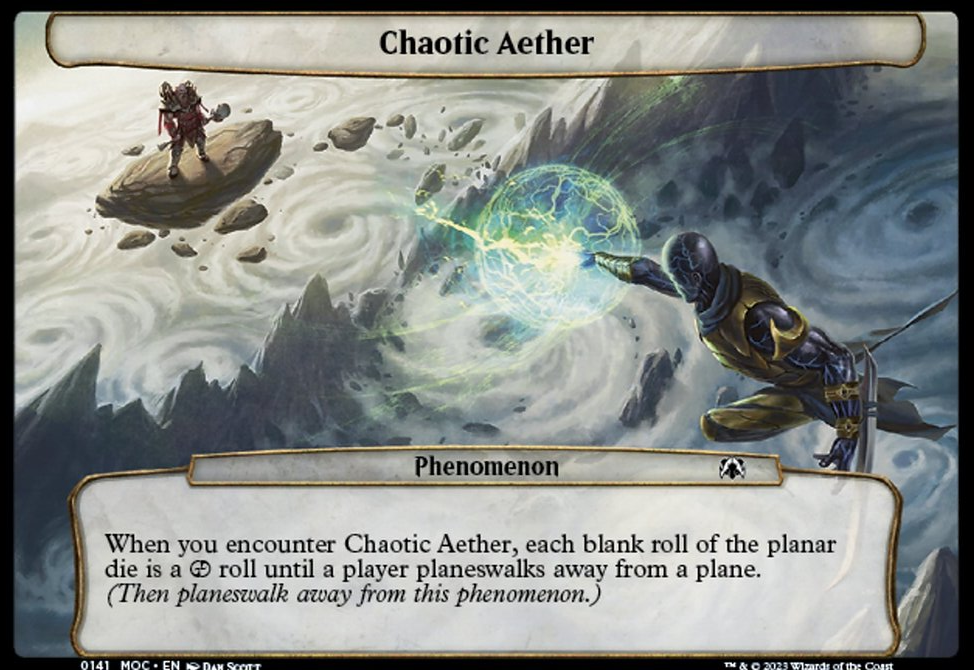 Chaotic Aether
Phenomenon
When you encounter Chaotic Aether, each blank roll of the planar
die is a roll until a player planeswalks away from a plane.
(Then planeswalk away from this phenomenon.)
0141 MOC • EN DAN SCOTT
™ & © 2023 Wizards of the Coast